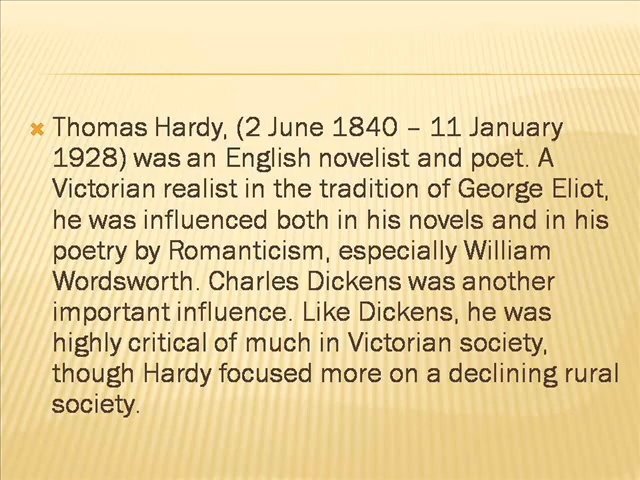 Thomas Hardy, (2 June 1840 – 11 January
1928) was an English novelist and poet. A
Victorian realist in the tradition of George Eliot,
he was influenced both in his novels and in his
poetry by Romanticism, especially William
Wordsworth. Charles Dickens was another
important influence. Like Dickens, he was
highly critical of much in Victorian society,
though Hardy focused more on a declining rural
society.